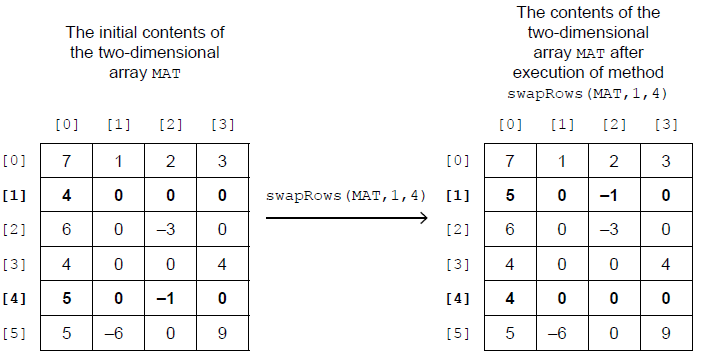 The initial contents of
the two-dimensional
array MAT
[0] [1] [2] [3]
[0] 7 1 2 3
[1] 4 0 0 0
[2] 6 0 –3 0
[3] 4 0 0 4
[4] 5 0 –1 0
[5] 5 –6 0 9
swapRows(MAT,1,4)
The contents of the
two-dimensional
array MAT after
execution of method
swapRows(MAT,1,4)
[0] [1] [2] [3]
[0] 7 1 2 3
[1] 5 0 –1 0
[2] 6 0 –3 0
[3] 4 0 0 4
[4] 4 0 0 0
[5] 5 –6 0 9